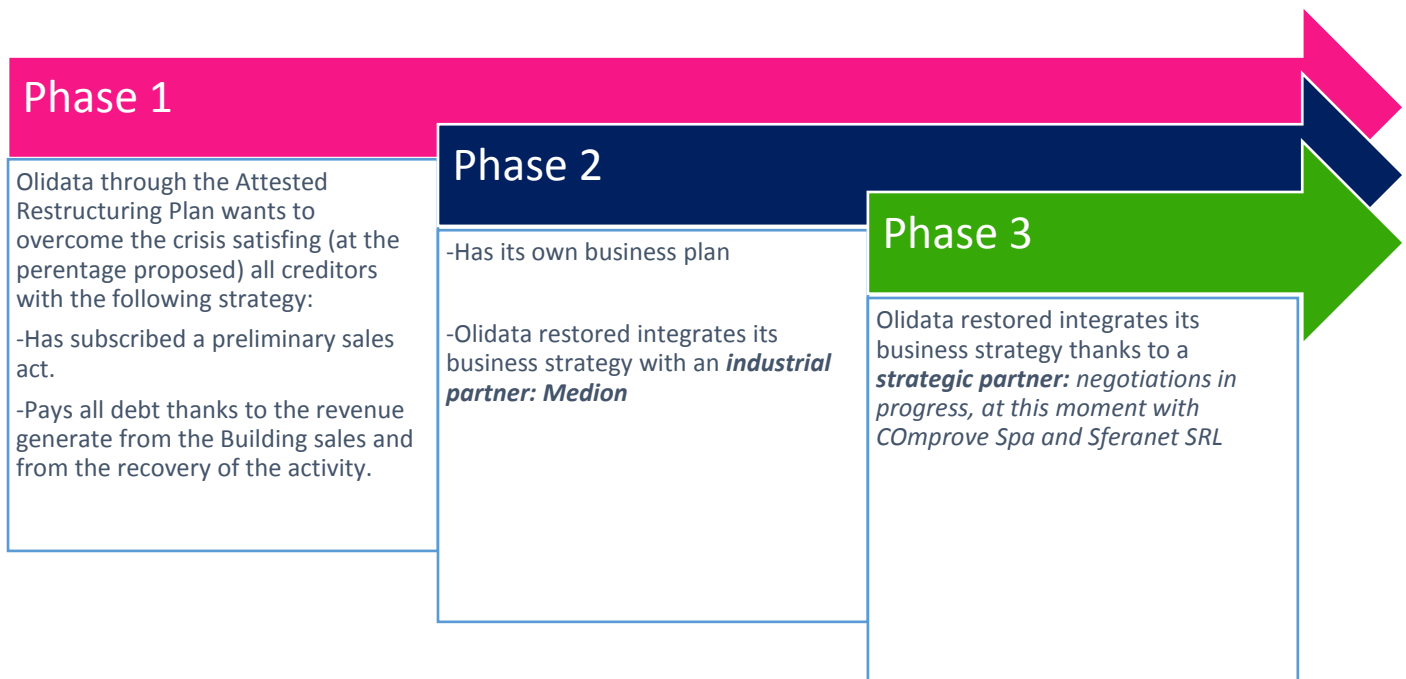 Phase 1
Olidata through the Attested
Restructuring Plan wants to
overcome the crisis satisfing (at the
perentage proposed) all creditors
with the following strategy:
-Has subscribed a preliminary sales
act.
-Pays all debt thanks to the revenue
generate from the Building sales and
from the recovery of the activity.
Phase 2
-Has its own business plan
-Olidata restored integrates its
business strategy with an industrial
partner: Medion
Phase 3
Olidata restored integrates its
business strategy thanks to a
strategic partner: negotiations in
progress, at this moment with
COmprove Spa and Sferanet SRL